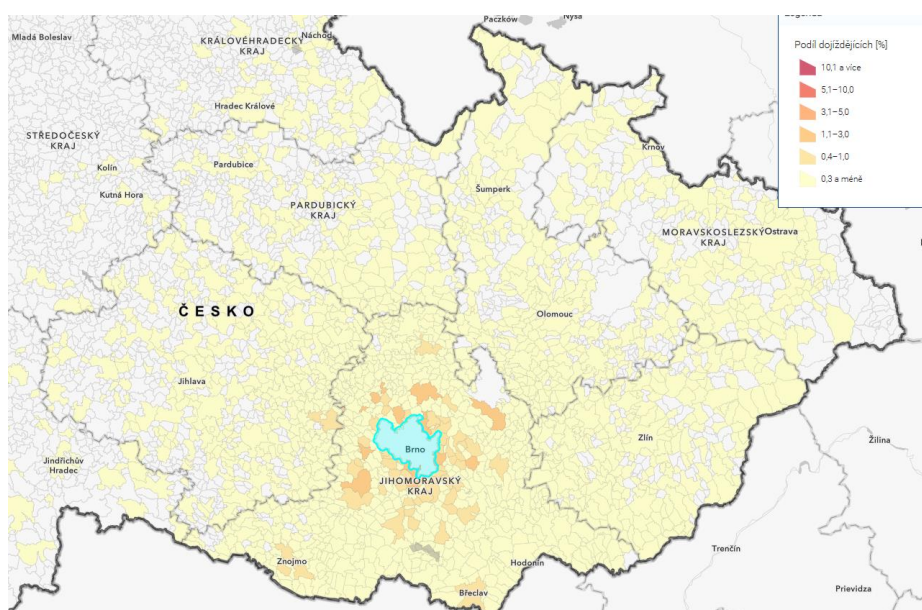 Paczków
Nysa
Mladá Boleslav
KRÁLOVÉHRADECKÝ
KRAJ
Náchod
Legenda
Podíl dojíždějících [%]
10,1 a více
5,1–10,0
3,1–5,0
1,1–3,0
0,4–1,0
0,3 a méně
Hradec Králové
STŘEDOČESKÝ
KRAJ
Kolín
Pardubice
Krnov
Kutná Hora
Šumperk
PARDUBICKÝ
KRAJ
MORAVSKOSLEZSKÝ
KRAJ
Ostrava
ČESKO
Olomouc
Jihlava
Brno
Zlín
Žilina
Jindřichův
Hradec
JIHOMORAVSKÝ
KRAJ
Trenčín
Znojmo
Hodonín
Břeclav
Prievidza